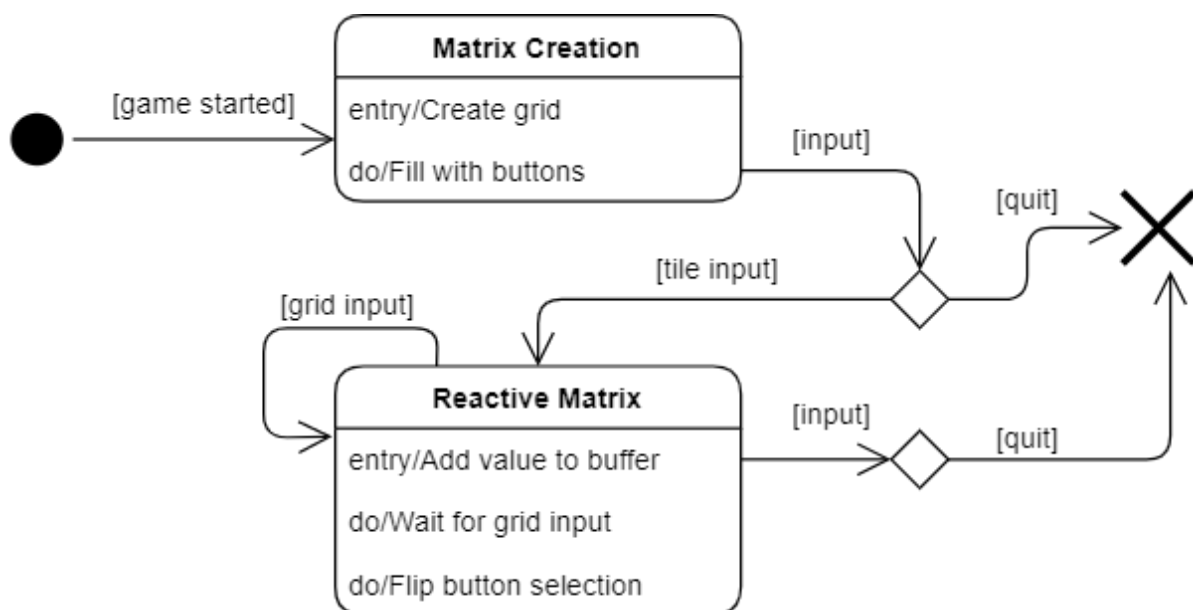 Matrix Creation
[game started]
entry/Create grid
do/Fill with buttons
[input]
[quit]
[tile input]
[grid input]
Reactive Matrix
entry/Add value to buffer
do/Wait for grid input
do/Flip button selection
[input]
[quit]